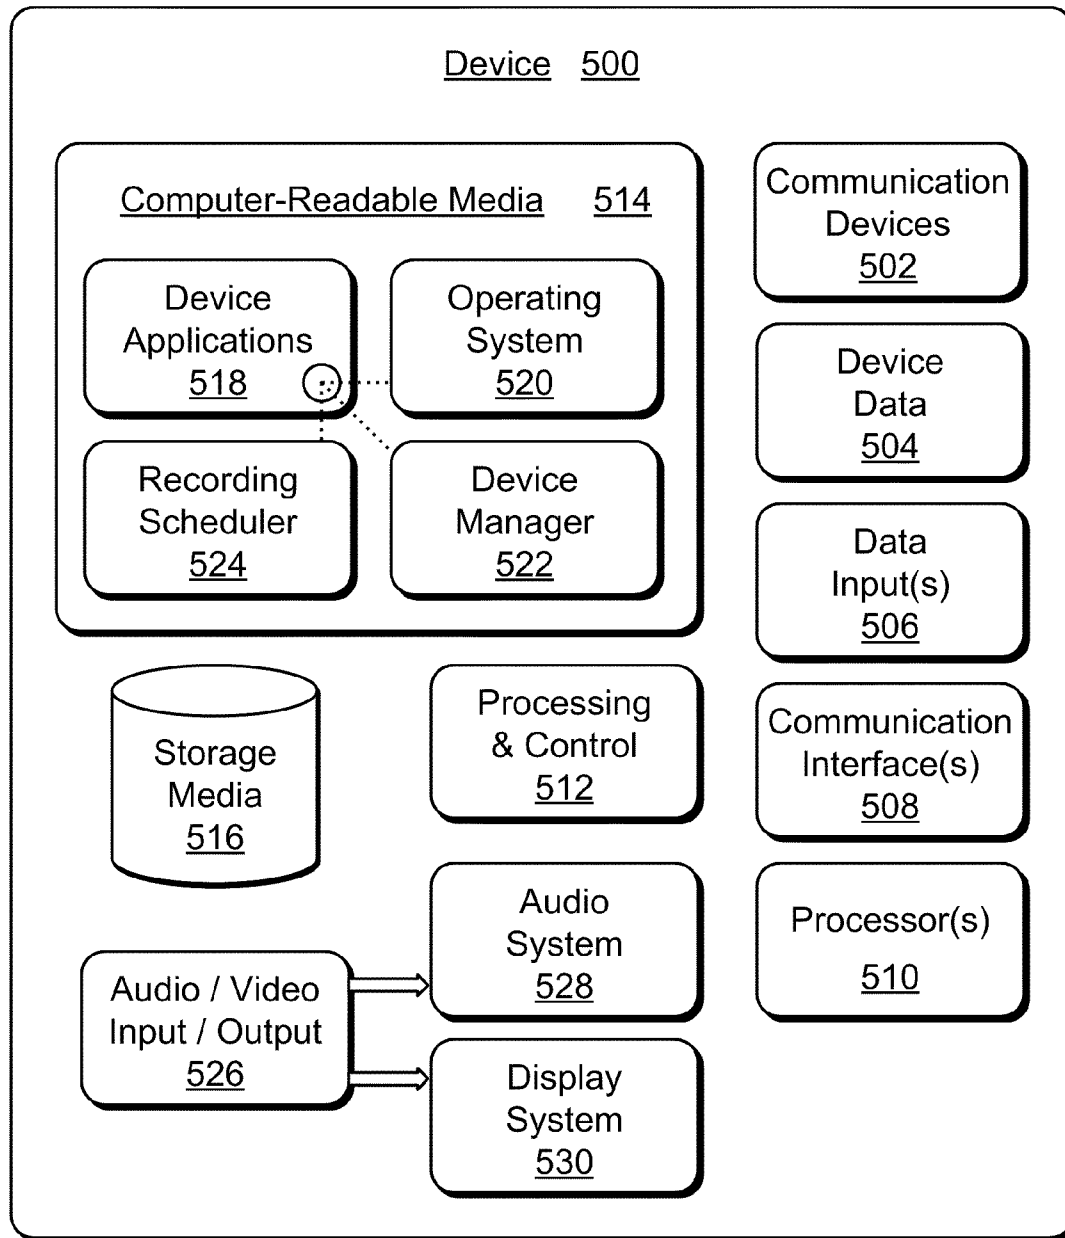 Device 500
Computer-Readable Media 514
Device
Applications
518
Operating
System
520
Recording
Scheduler
524
Device
Manager
522
Communication
Devices
502
Device
Data
504
Data
Input(s)
506
Communication
Interface(s)
508
Processor(s)
510
Storage
Media
516
Processing
& Control
512
Audio / Video
Input / Output
526
Audio
System
528
Display
System
530